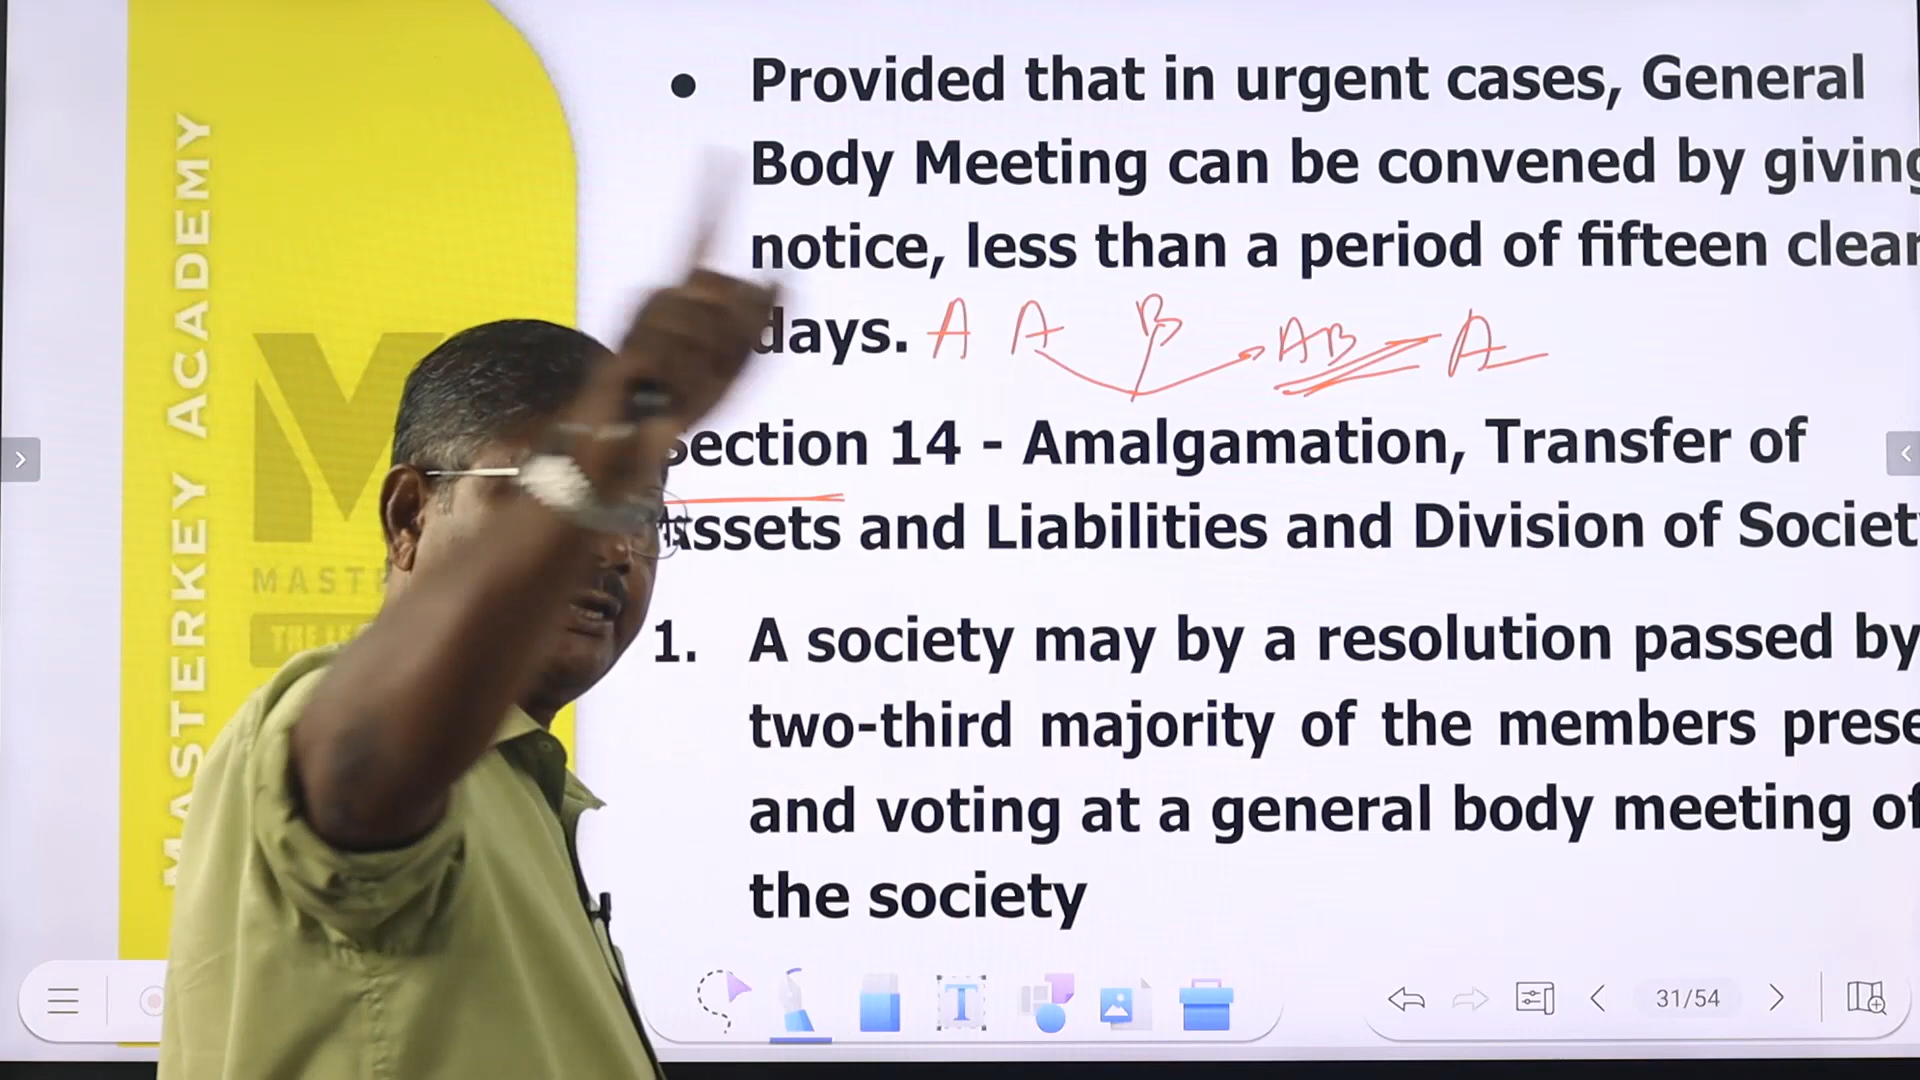 MASTERKEY ACADEMY
• Provided that in urgent cases, General
Body Meeting can be convened by giving
notice, less than a period of fifteen clear
days. A A B AB A
Section 14 - Amalgamation, Transfer of
Assets and Liabilities and Division of Societ
1. A society may by a resolution passed by
two-third majority of the members prese
and voting at a general body meeting of
the society
T
31/54